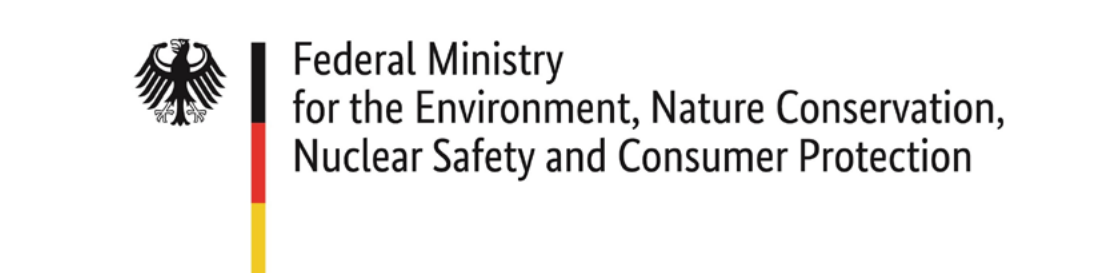 Federal Ministry
for the Environment, Nature Conservation,
Nuclear Safety and Consumer Protection